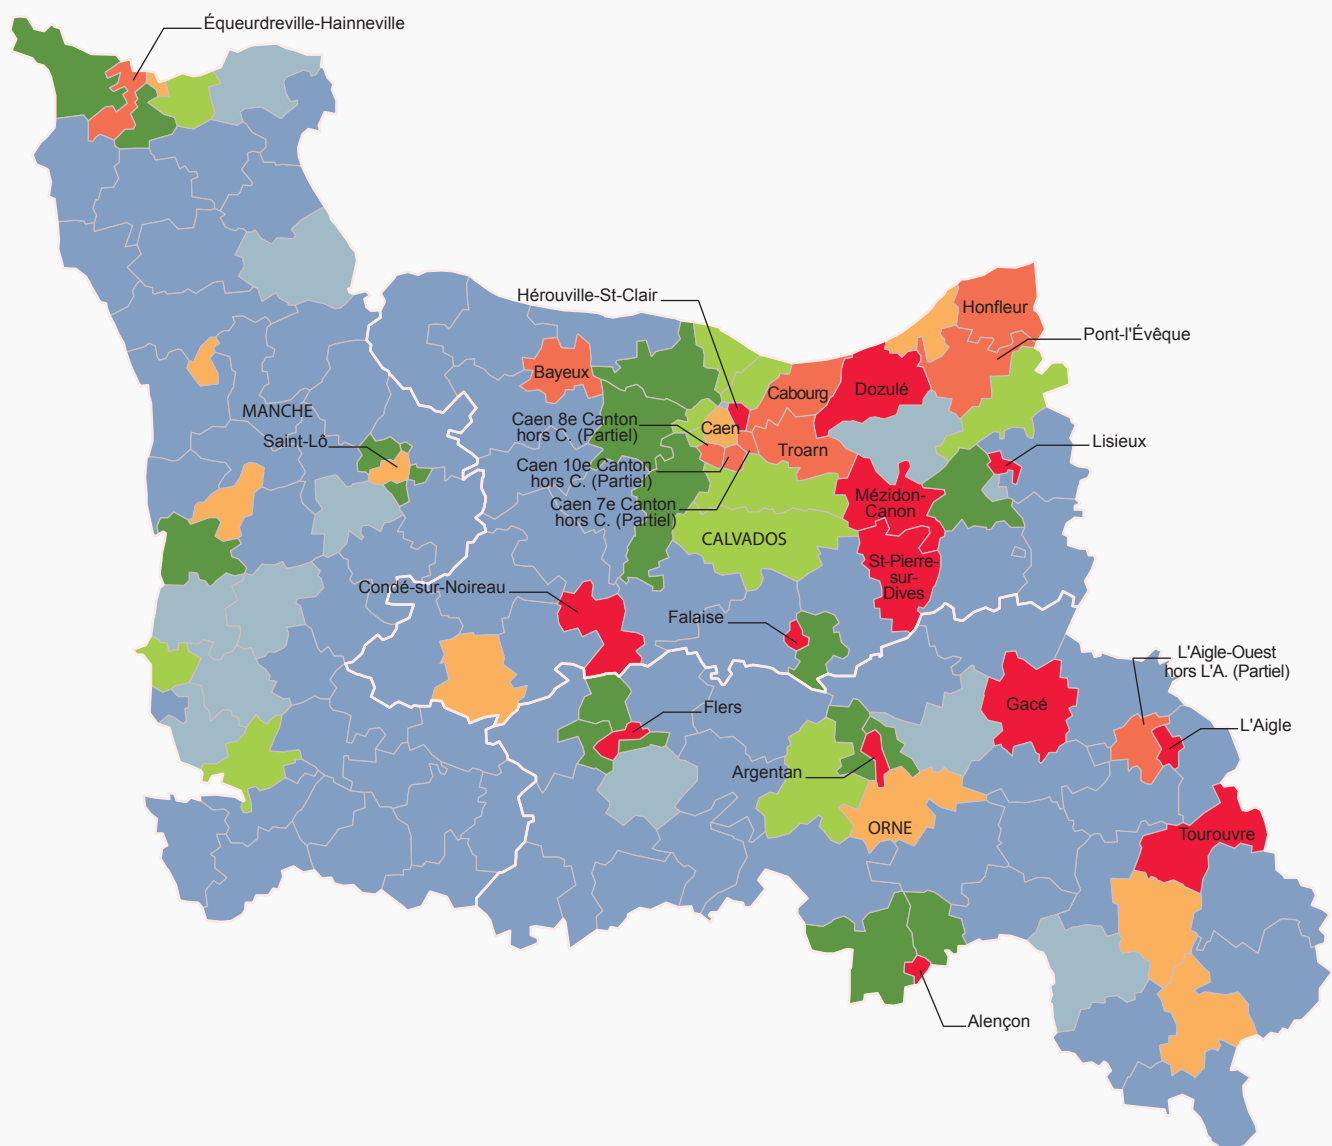 Équeurdreville-Hainneville
Hérouville-St-Clair
Honfleur
Pont-l'Évêque
Bayeux
Cabourg
Dozulé
MANCHE
Caen 8e Canton
hors C. (Partiel)
Caen
Saint-Lô
Troarn
Lisieux
Caen 10e Canton
hors C. (Partiel)
Mézidon-
Canon
Caen 7e Canton
hors C. (Partiel)
CALVADOS
St-Pierre-
sur-
Dives
Condé-sur-Noireau
Falaise
L'Aigle-Ouest
hors L'A. (Partiel)
Gacé
Flers
L'Aigle
Argentan
ORNE
Tourouvre
Alençon